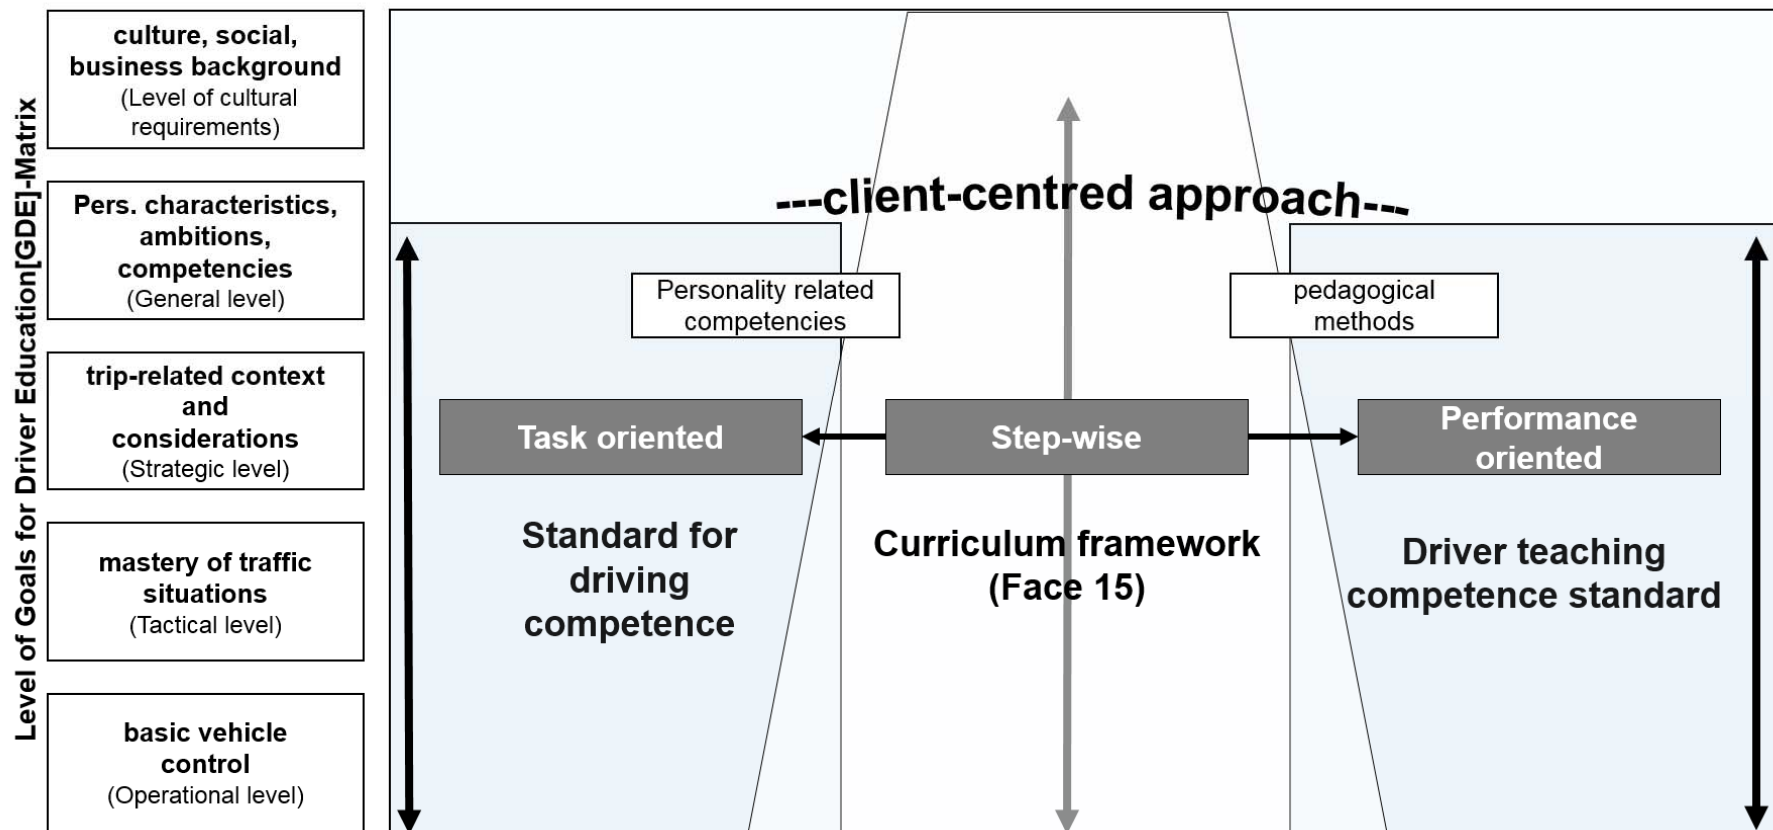 Level of Goals for Driver Education[GDE]-Matrix
culture, social,
business background
(Level of cultural
requirements)
Pers. characteristics,
ambitions,
competencies
(General level)
trip-related context
and
considerations
(Strategic level)
mastery of traffic
situations
(Tactical level)
basic vehicle
control
(Operational level)
---client-centred approach---
Personality related
competencies
pedagogical
methods
Task oriented
Step-wise
Performance
oriented
Standard for
driving
competence
Curriculum framework
(Face 15)
Driver teaching
competence standard